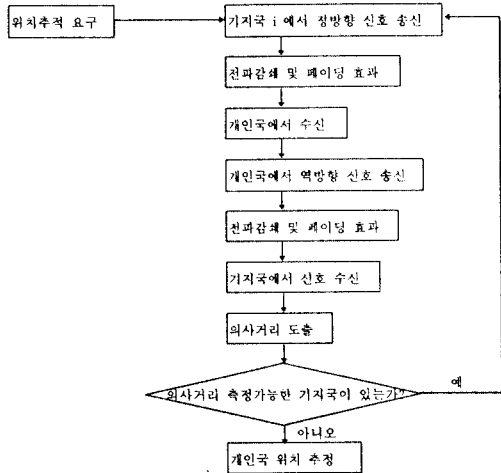 위치추적 요구
기지국 i 에서 정방향 신호 송신
전파감쇄 및 페이딩 효과
개인국에서 수신
개인국에서 역방향 신호 송신
전파감쇄 및 페이딩 효과
기지국에서 신호 수신
의사거리 도출
의사거리 측정가능한 기지국이 있는가?
예
아니오
개인국 위치 추정